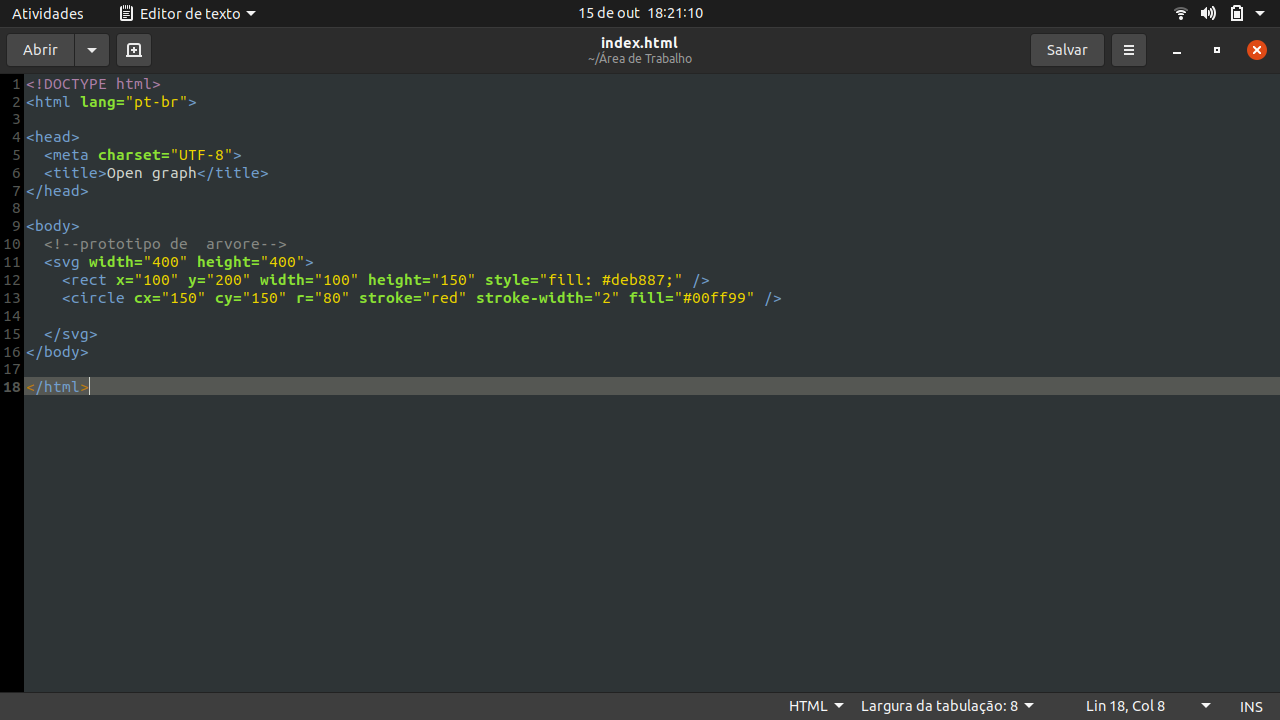 Atividades Editor de texto 15 de out 18:21:10
Abrir index.html Salvar
~/Área de Trabalho
1 <!DOCTYPE html>
2 <html lang="pt-br">
3
4 <head>
5   <meta charset="UTF-8">
6   <title>Open graph</title>
7 </head>
8
9 <body>
10   <!--prototipo de  arvore-->
11   <svg width="400" height="400">
12     <rect x="100" y="200" width="100" height="150" style="fill: #deb887;" />
13     <circle cx="150" cy="150" r="80" stroke="red" stroke-width="2" fill="#00ff99" />
14
15   </svg>
16 </body>
17
18 </html>
HTML Largura da tabulação: 8 Lin 18, Col 8 INS